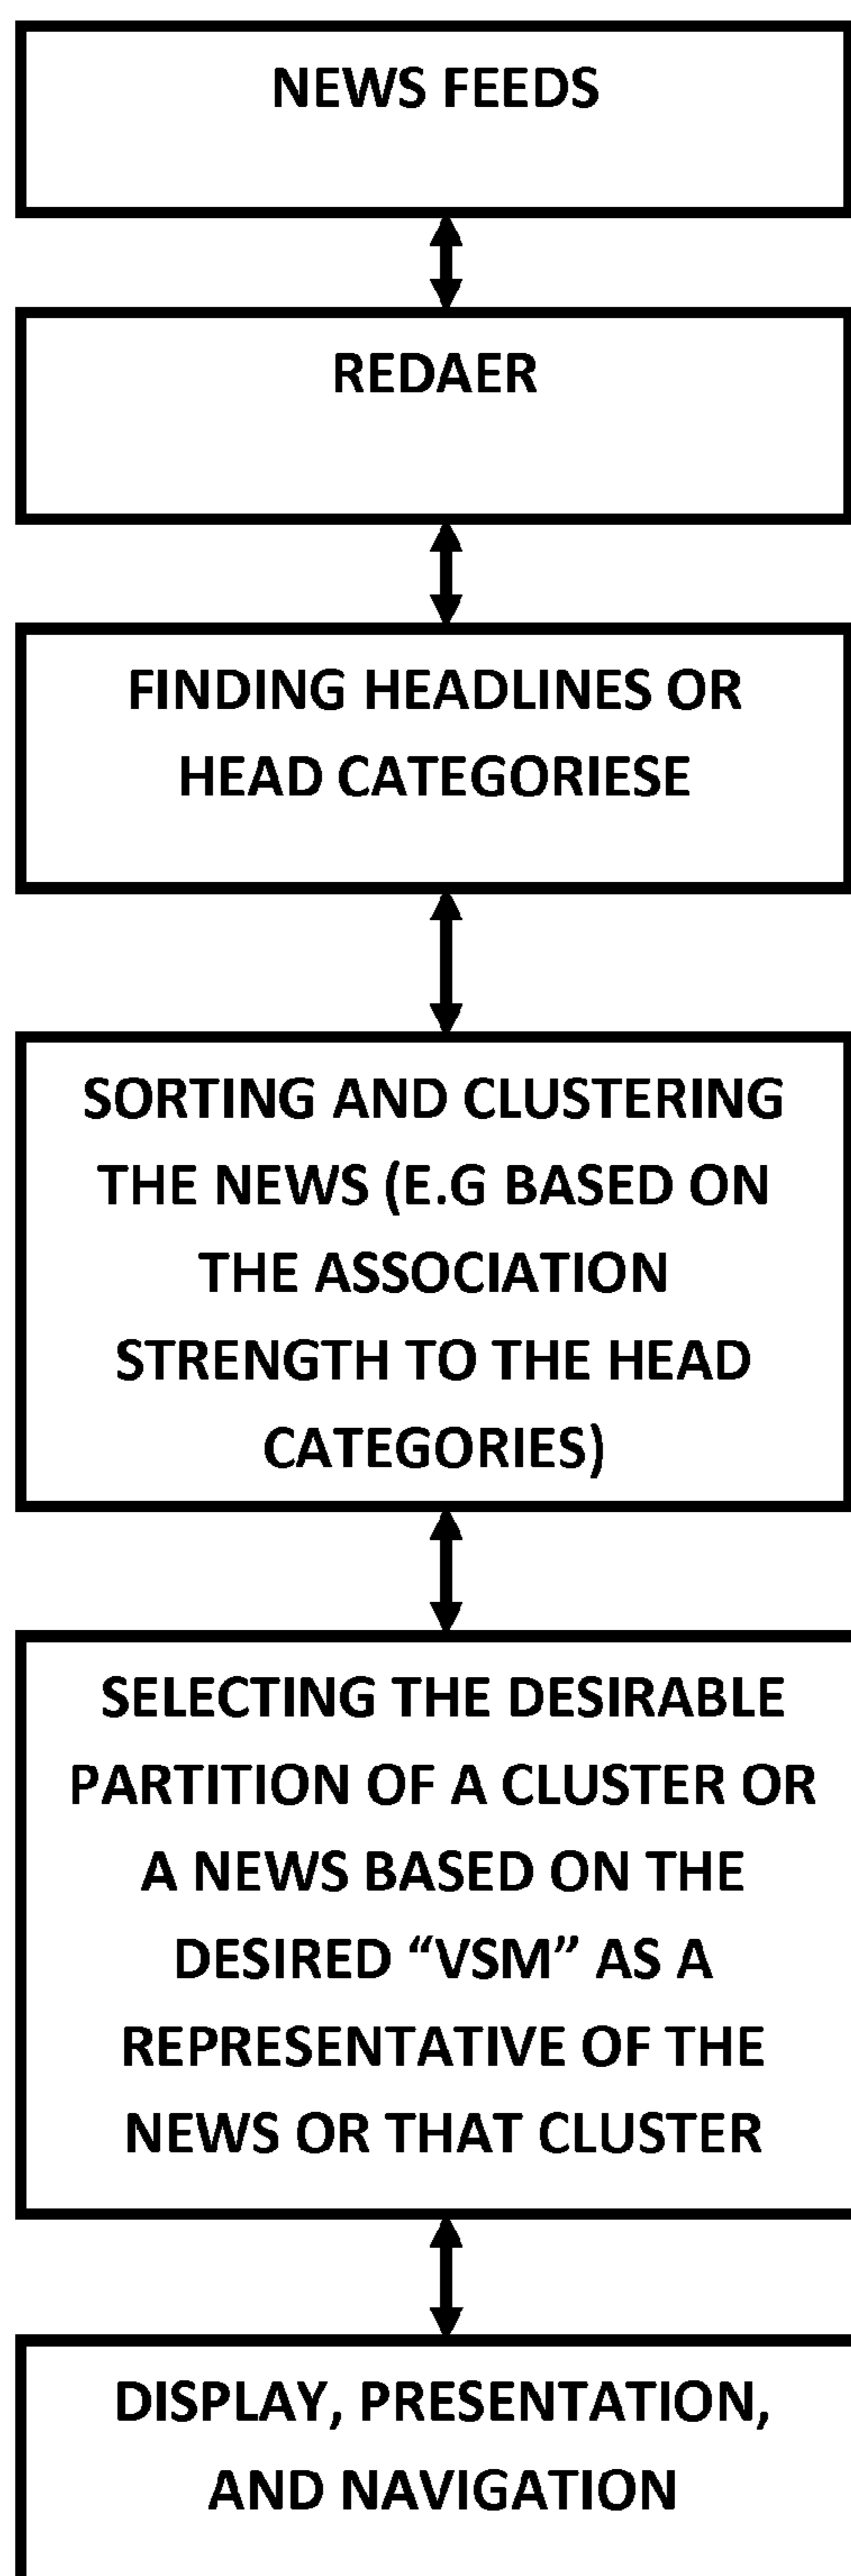 NEWS FEEDS
REDAER
FINDING HEADLINES OR
HEAD CATEGORIESE
SORTING AND CLUSTERING
THE NEWS (E.G BASED ON
THE ASSOCIATION
STRENGTH TO THE HEAD
CATEGORIES)
SELECTING THE DESIRABLE
PARTITION OF A CLUSTER OR
A NEWS BASED ON THE
DESIRED “VSM” AS A
REPRESENTATIVE OF THE
NEWS OR THAT CLUSTER
DISPLAY, PRESENTATION,
AND NAVIGATION